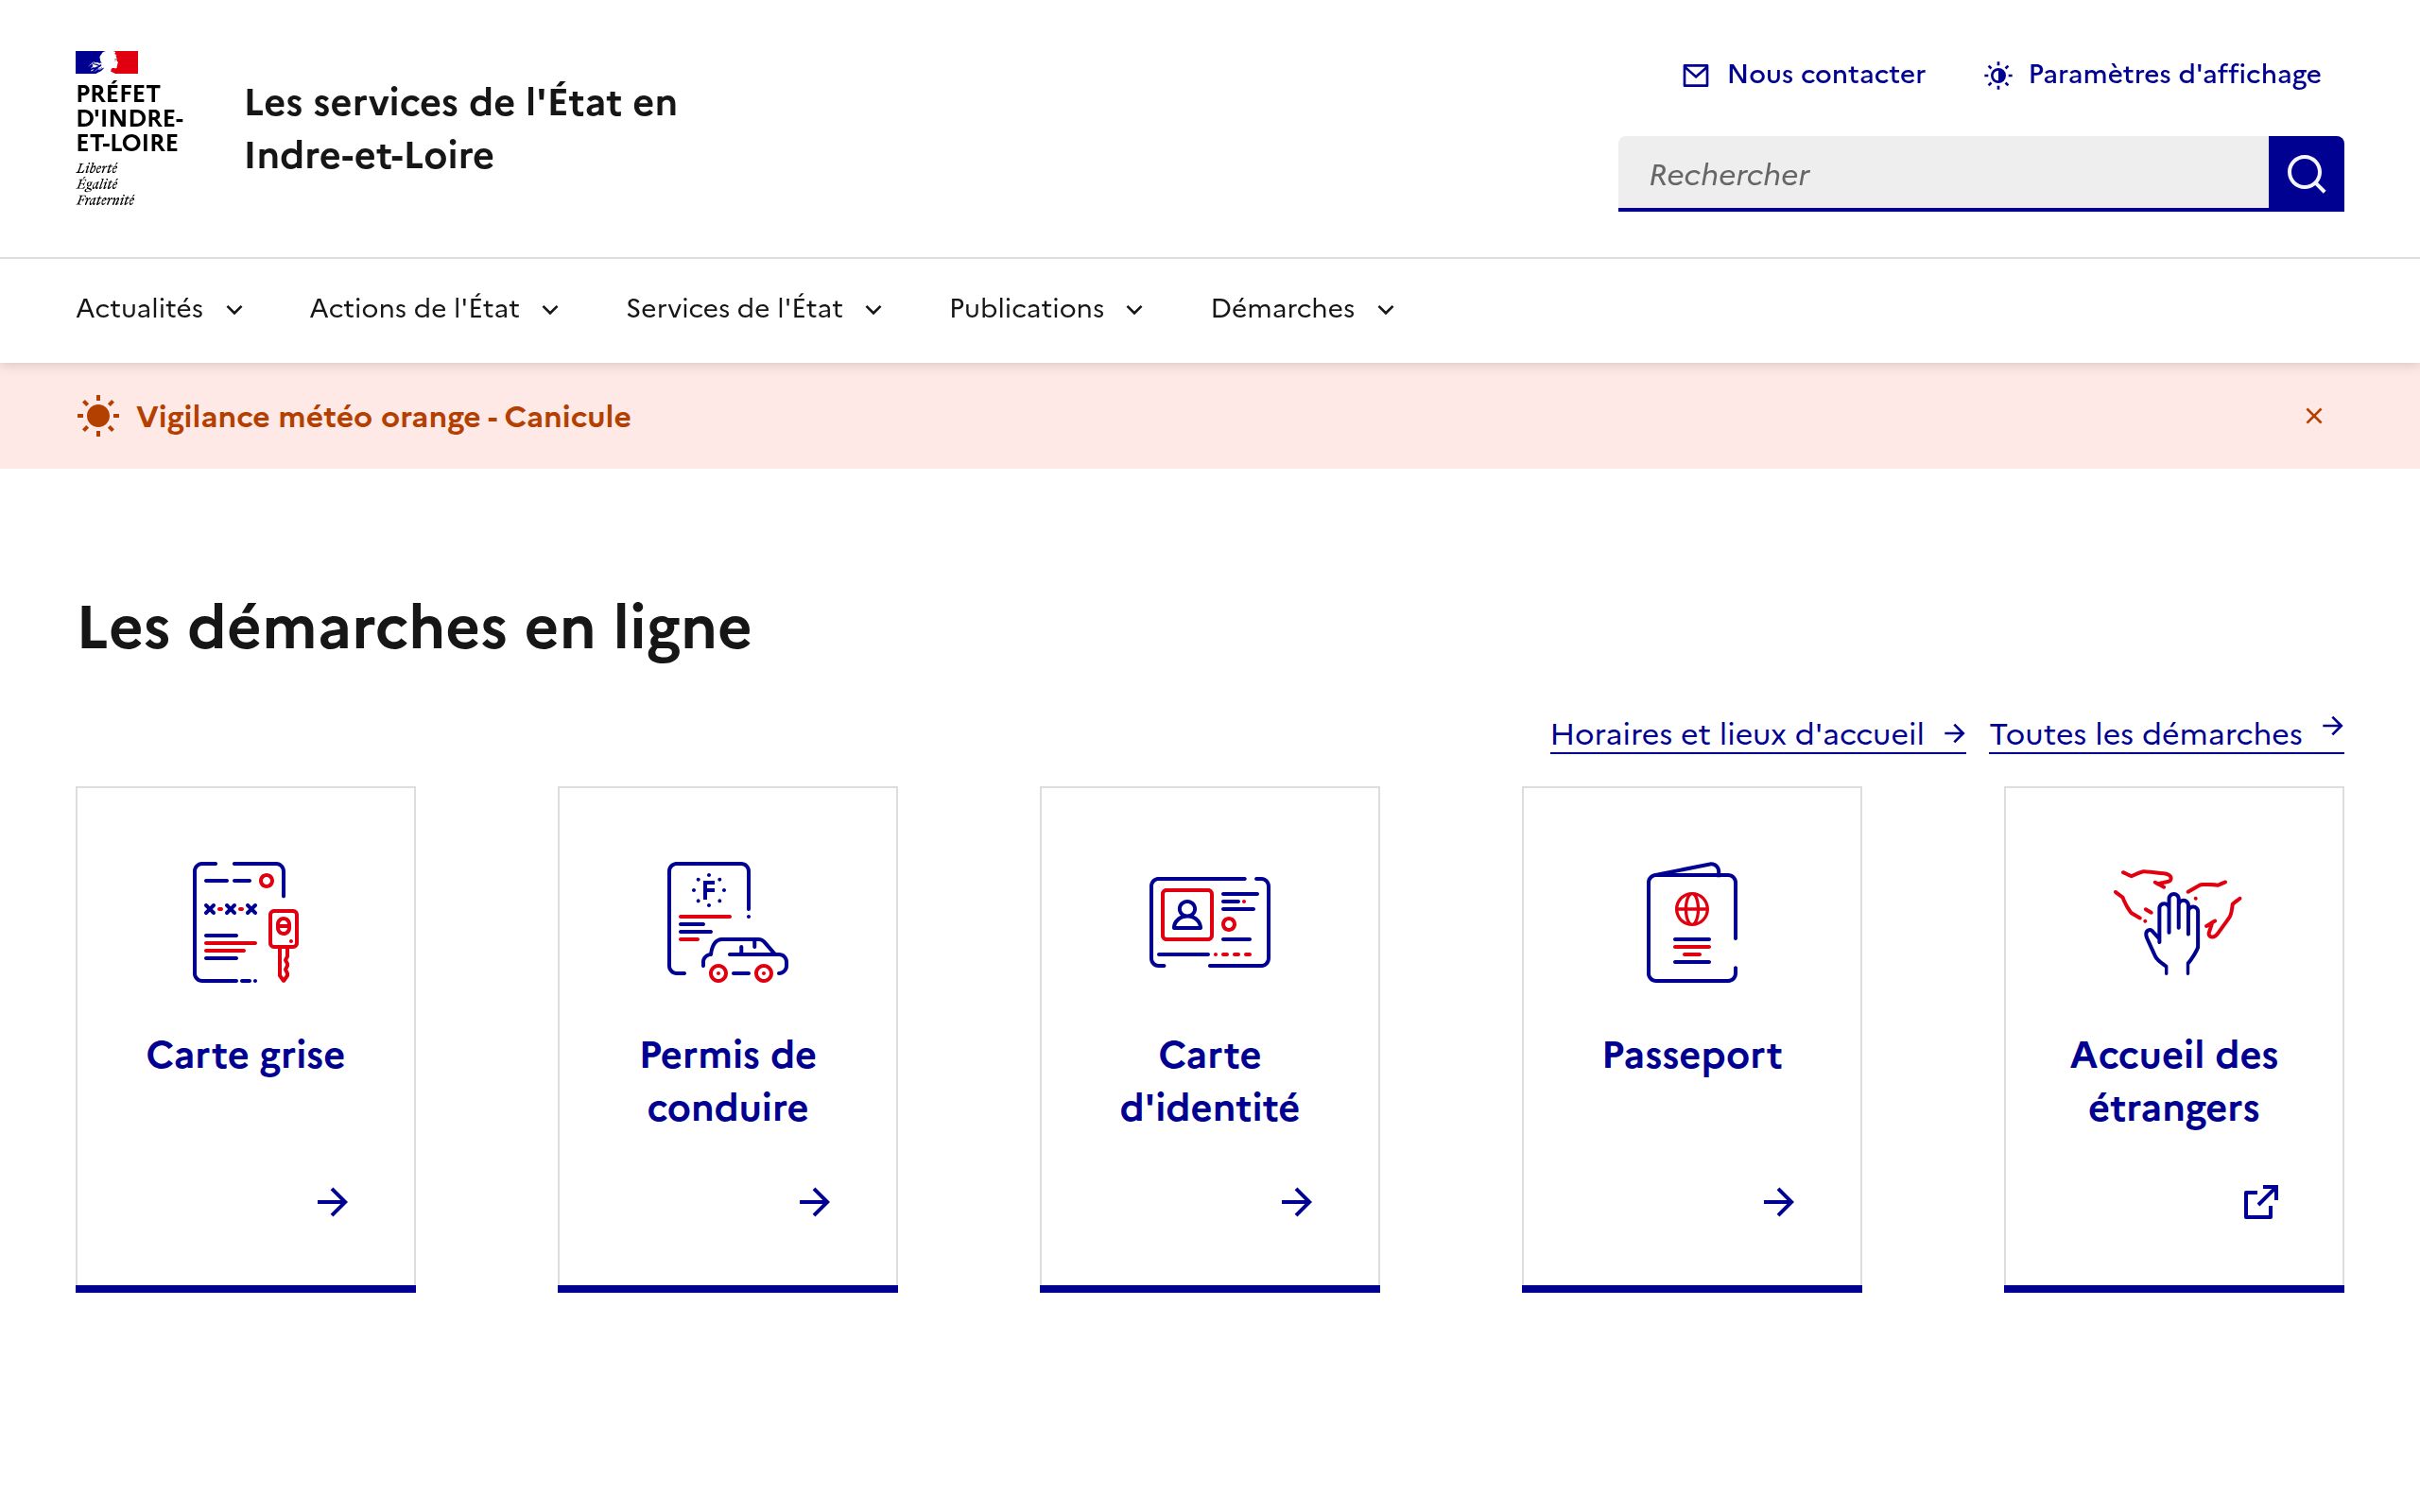 PRÉFET
D'INDRE-
ET-LOIRE
Liberté
Égalité
Fraternité
Les services de l'État en
Indre-et-Loire
Nous contacter
Paramètres d'affichage
Rechercher
Actualités
Actions de l'État
Services de l'État
Publications
Démarches
Vigilance météo orange - Canicule
Les démarches en ligne
Horaires et lieux d'accueil
Toutes les démarches
Carte grise
Permis de
conduire
Carte
d'identité
Passeport
Accueil des
étrangers